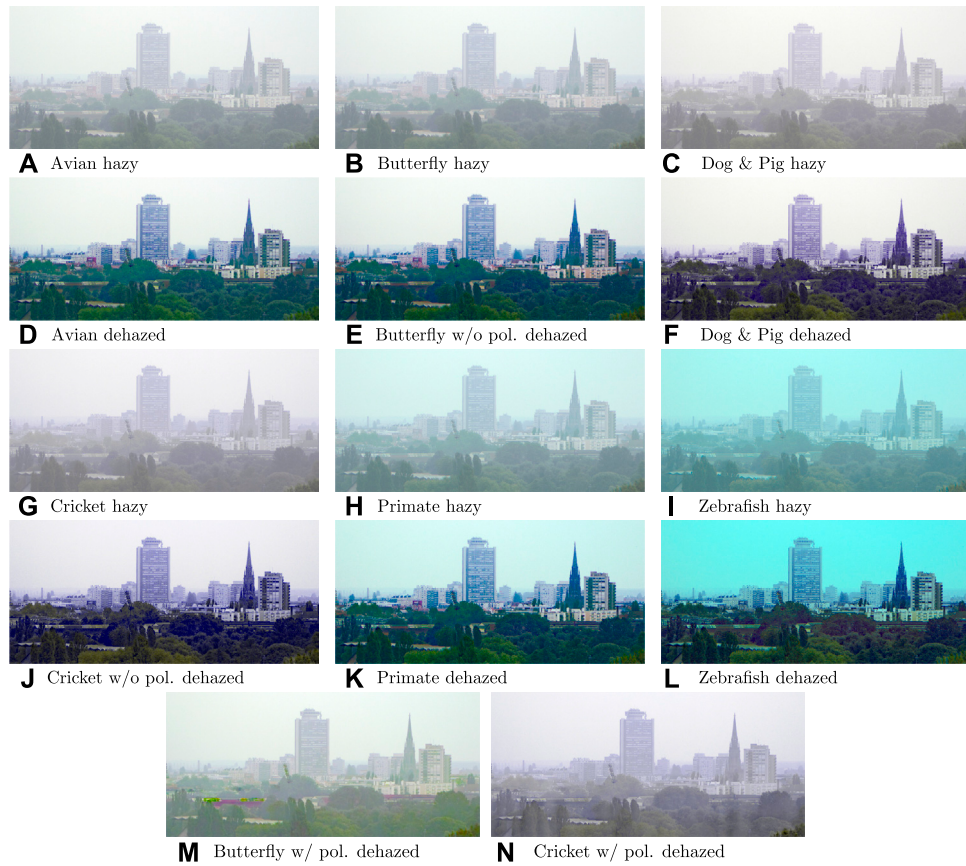 A Avian hazy
B Butterfly hazy
C Dog & Pig hazy
D Avian dehazed
E Butterfly w/o pol. dehazed
F Dog & Pig dehazed
G Cricket hazy
H Primate hazy
I Zebrafish hazy
J Cricket w/o pol. dehazed
K Primate dehazed
L Zebrafish dehazed
M Butterfly w/ pol. dehazed
N Cricket w/ pol. dehazed